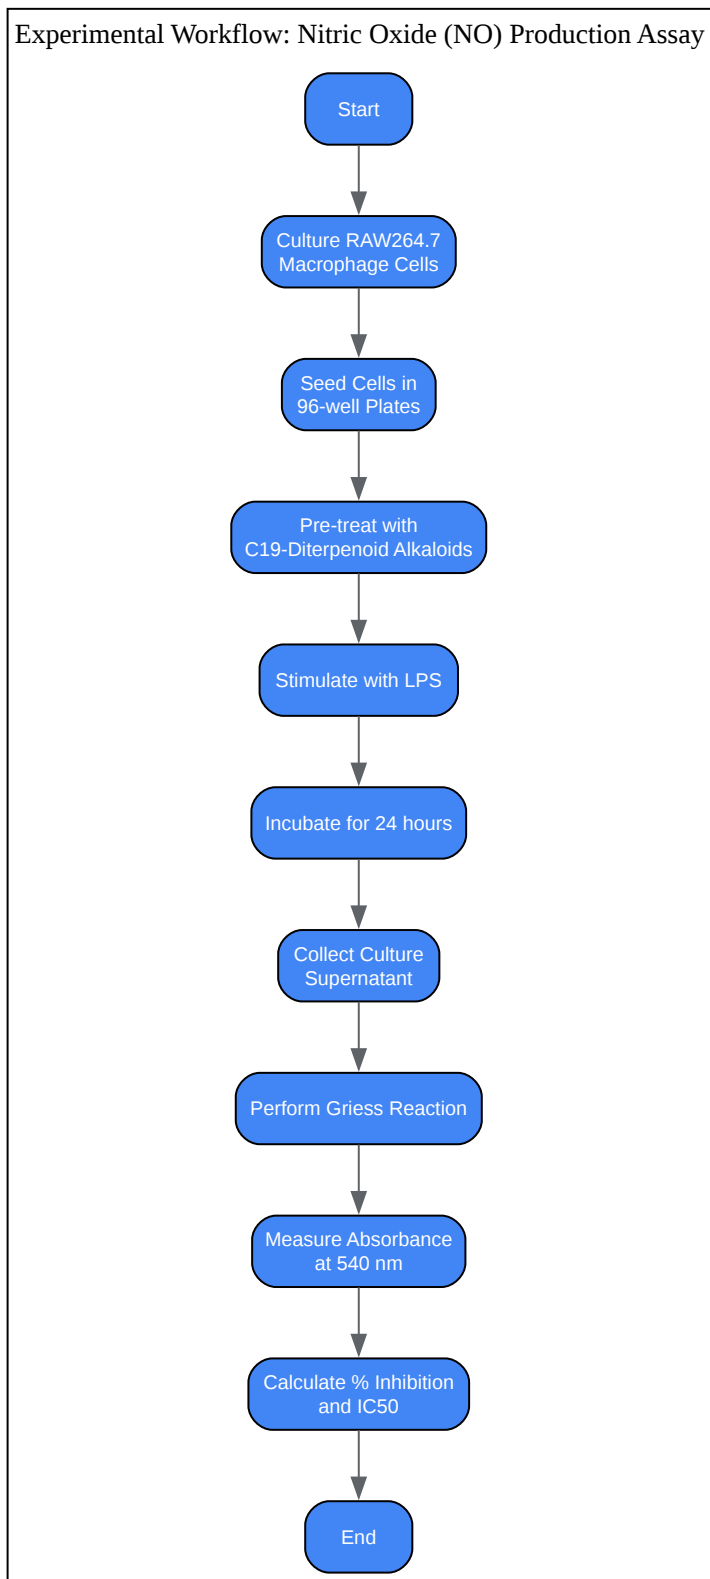 Experimental Workflow: Nitric Oxide (NO) Production Assay
Start
Culture RAW264.7
Macrophage Cells
Seed Cells in
96-well Plates
Pre-treat with
C19-Diterpenoid Alkaloids
Stimulate with LPS
Incubate for 24 hours
Collect Culture
Supernatant
Perform Griess Reaction
Measure Absorbance
at 540 nm
Calculate % Inhibition
and IC50
End